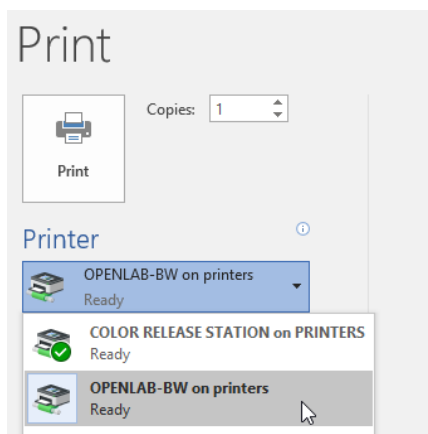 Print
Copies: 1
Print
Printer
OPENLAB-BW on printers
Ready
COLOR RELEASE STATION on PRINTERS
Ready
OPENLAB-BW on printers
Ready